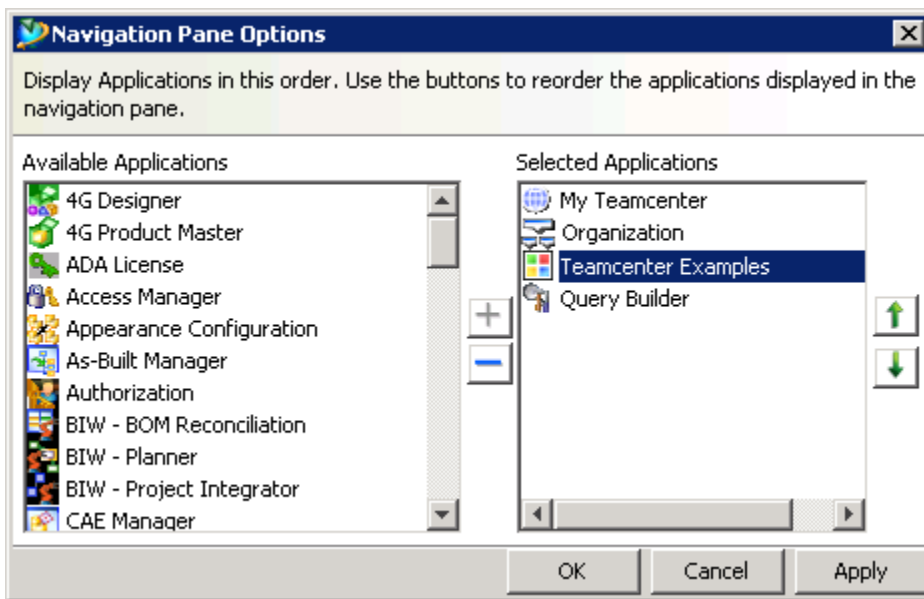 Navigation Pane Options
Display Applications in this order. Use the buttons to reorder the applications displayed in the
navigation pane.
Available Applications
4G Designer
4G Product Master
ADA License
Access Manager
Appearance Configuration
As-Built Manager
Authorization
BIW - BOM Reconciliation
BIW - Planner
BIW - Project Integrator
CAE Manager
Selected Applications
My Teamcenter
Organization
Teamcenter Examples
Query Builder
OK
Cancel
Apply